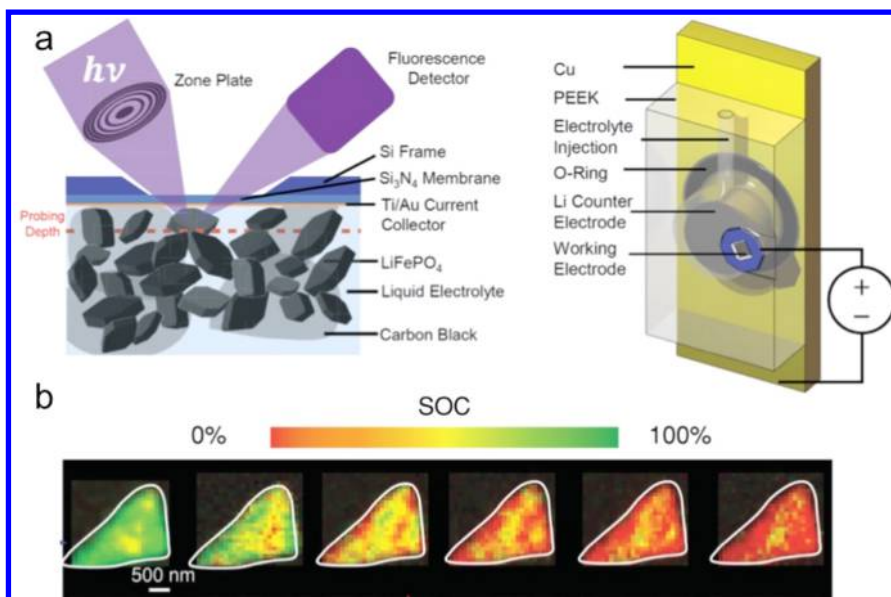 a
hν
Zone Plate
Fluorescence
Detector
Si Frame
Si₃N₄ Membrane
Ti/Au Current
Collector
Probing
Depth
LiFePO₄
Liquid Electrolyte
Carbon Black
Cu
PEEK
Electrolyte
Injection
O-Ring
Li Counter
Electrode
Working
Electrode
+
−
b
SOC
0%
100%
500 nm